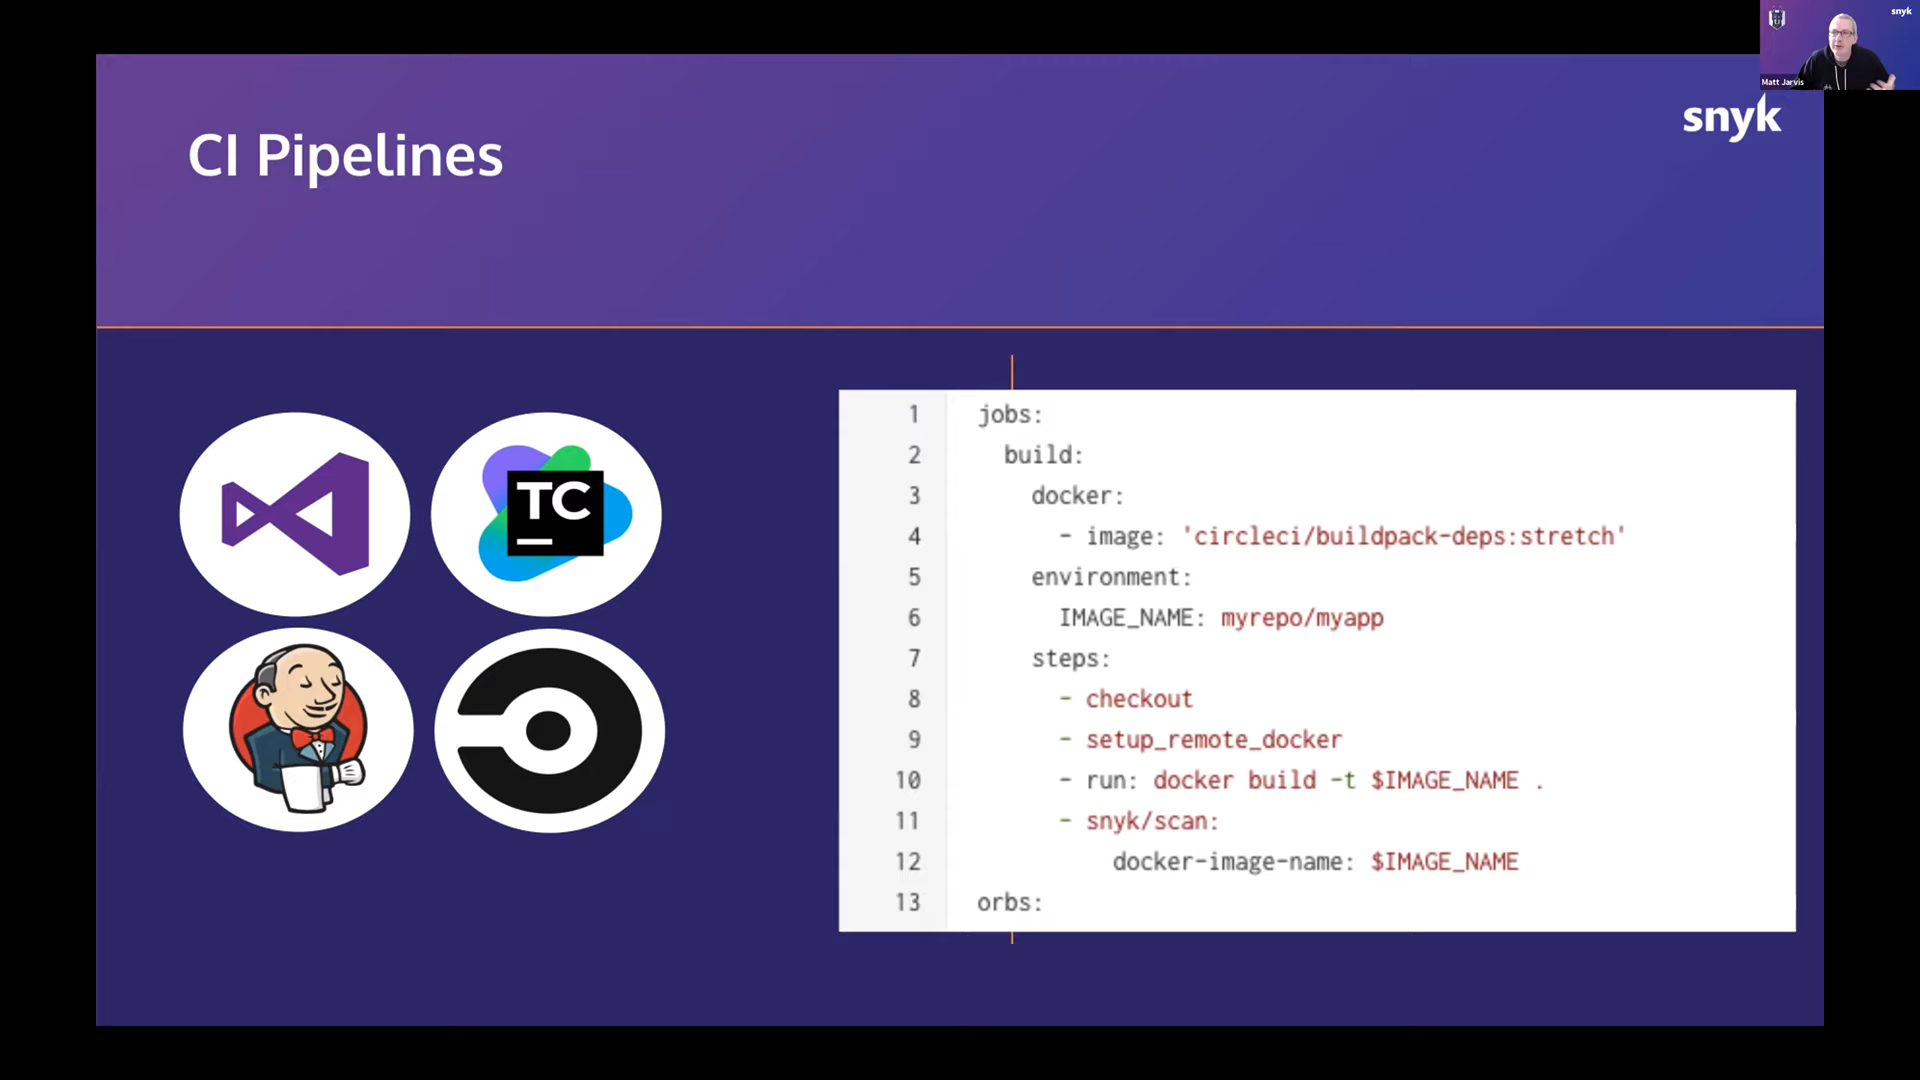 snyk
Matt Jarvis
snyk
CI Pipelines
TC
1 jobs:
2 build:
3 docker:
4 - image: 'circleci/buildpack-deps:stretch'
5 environment:
6 IMAGE_NAME: myrepo/myapp
7 steps:
8 - checkout
9 - setup_remote_docker
10 - run: docker build -t $IMAGE_NAME .
11 - snyk/scan:
12 docker-image-name: $IMAGE_NAME
13 orbs: